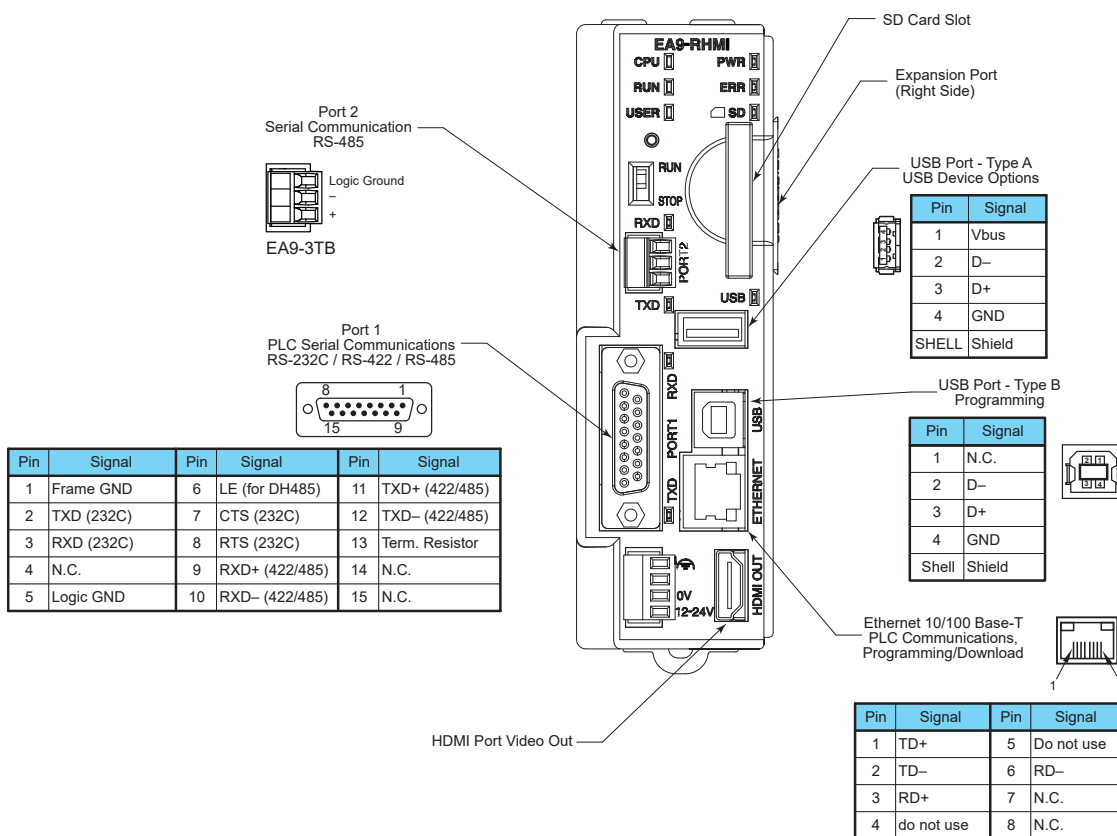 SD Card Slot
Expansion Port
(Right Side)
EA9-RHMI
CPU PWR
RUN ERR
USER SD
RUN
STOP
RXD
PORT2
TXD USB
RXD
PORT1
TXD
USB
ETHERNET
0V
12-24V
HDMI OUT
Port 2
Serial Communication
RS-485
Logic Ground
–
+
EA9-3TB
Port 1
PLC Serial Communications
RS-232C / RS-422 / RS-485
8 1
15 9
Pin Signal Pin Signal Pin Signal
1 Frame GND 6 LE (for DH485) 11 TXD+ (422/485)
2 TXD (232C) 7 CTS (232C) 12 TXD– (422/485)
3 RXD (232C) 8 RTS (232C) 13 Term. Resistor
4 N.C. 9 RXD+ (422/485) 14 N.C.
5 Logic GND 10 RXD– (422/485) 15 N.C.
USB Port - Type A
USB Device Options
1 2 3 4
Pin Signal
1 Vbus
2 D–
3 D+
4 GND
SHELL Shield
USB Port - Type B
Programming
Pin Signal
1 N.C.
2 D–
3 D+
4 GND
Shell Shield
2 1
3 4
Ethernet 10/100 Base-T
PLC Communications,
Programming/Download
1
Pin Signal Pin Signal
1 TD+ 5 Do not use
2 TD– 6 RD–
3 RD+ 7 N.C.
4 do not use 8 N.C.
HDMI Port Video Out